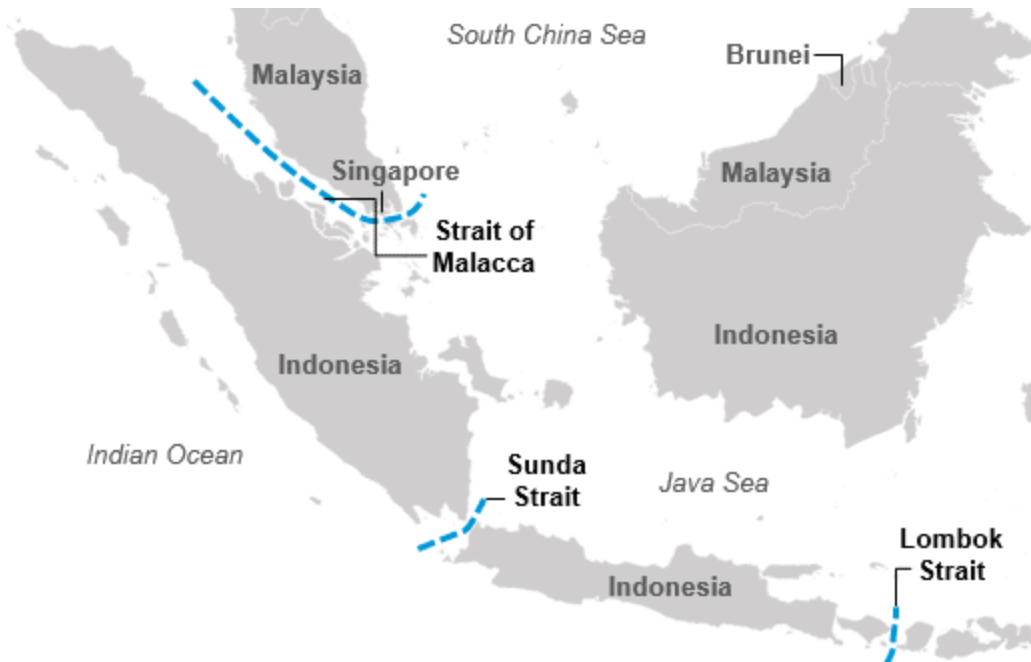 South China Sea
Brunei
Malaysia
Singapore
Malaysia
Strait of
Malacca
Indonesia
Indonesia
Indian Ocean
Sunda
Strait
Java Sea
Lombok
Strait
Indonesia